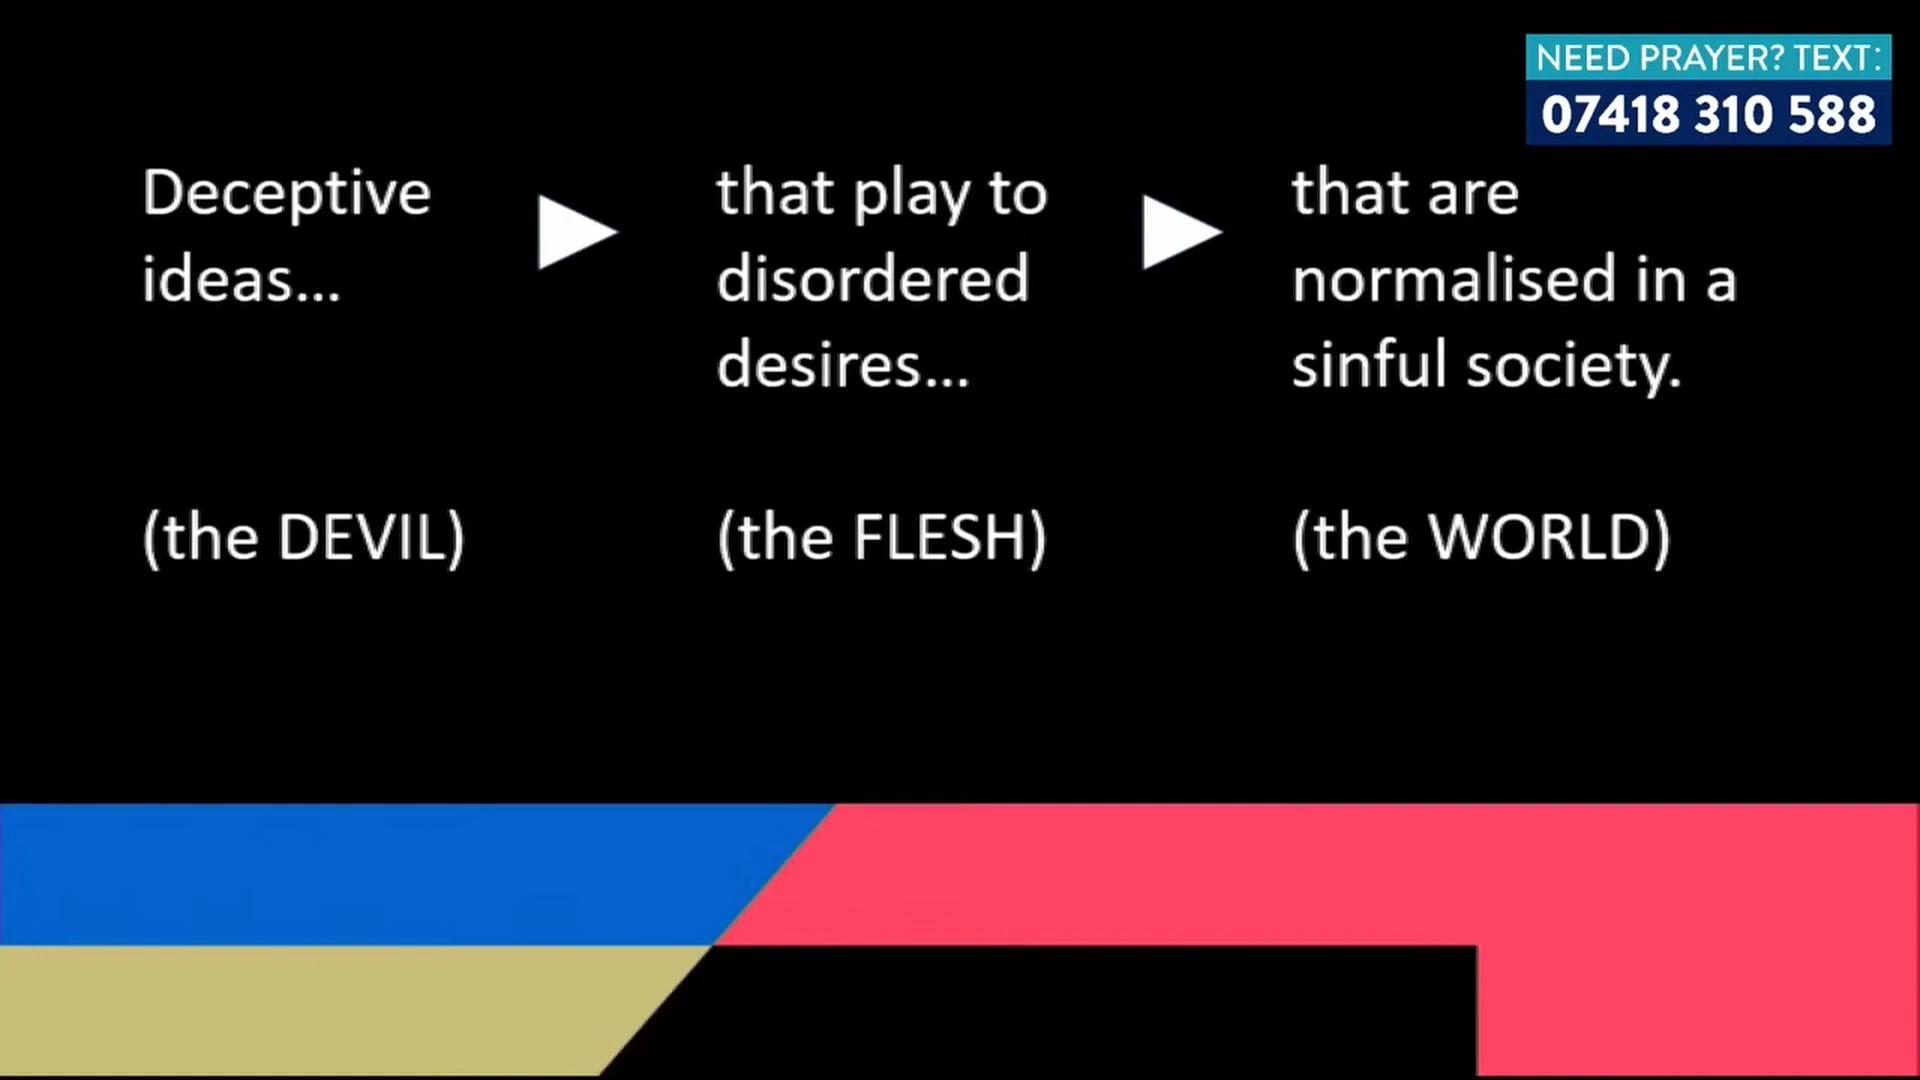 NEED PRAYER? TEXT:
07418 310 588
Deceptive
ideas...
(the DEVIL)
that play to
disordered
desires...
(the FLESH)
that are
normalised in a
sinful society.
(the WORLD)